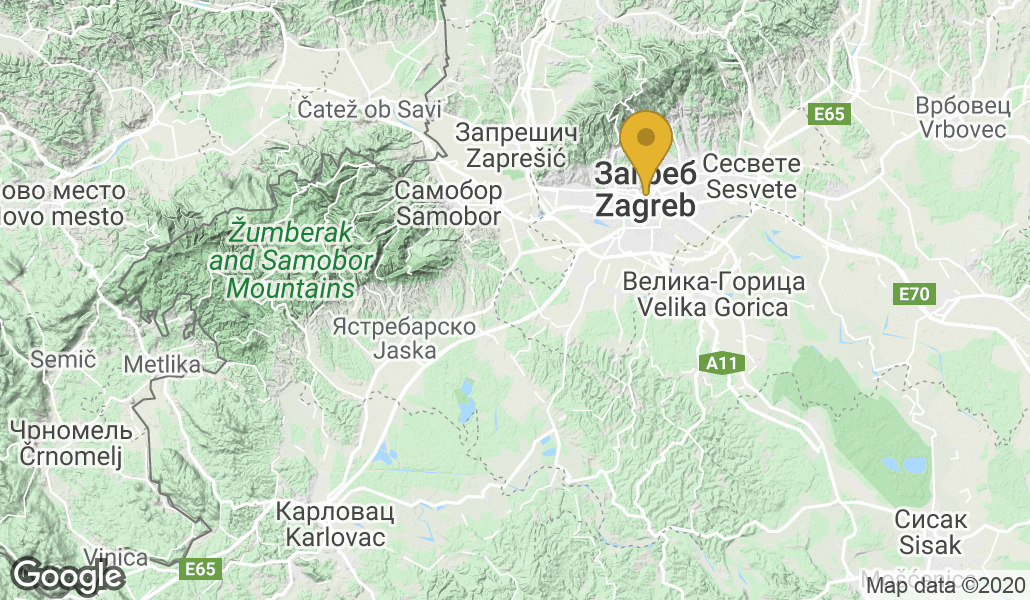 Čatež ob Savi
E65
Врбовец
Vrbovec
Запрешич
Zaprešić
Загреб
Zagreb
Сесвете
Sesvete
Самобор
Samobor
ово место
Novo mesto
Žumberak
and Samobor
Mountains
Велика-Горица
Velika Gorica
E70
Ястребарско
Jaska
Semič
Metlika
A11
Чрномель
Črnomelj
Карловац
Karlovac
Сисак
Sisak
Vinica
E65
Google
Map data ©2020